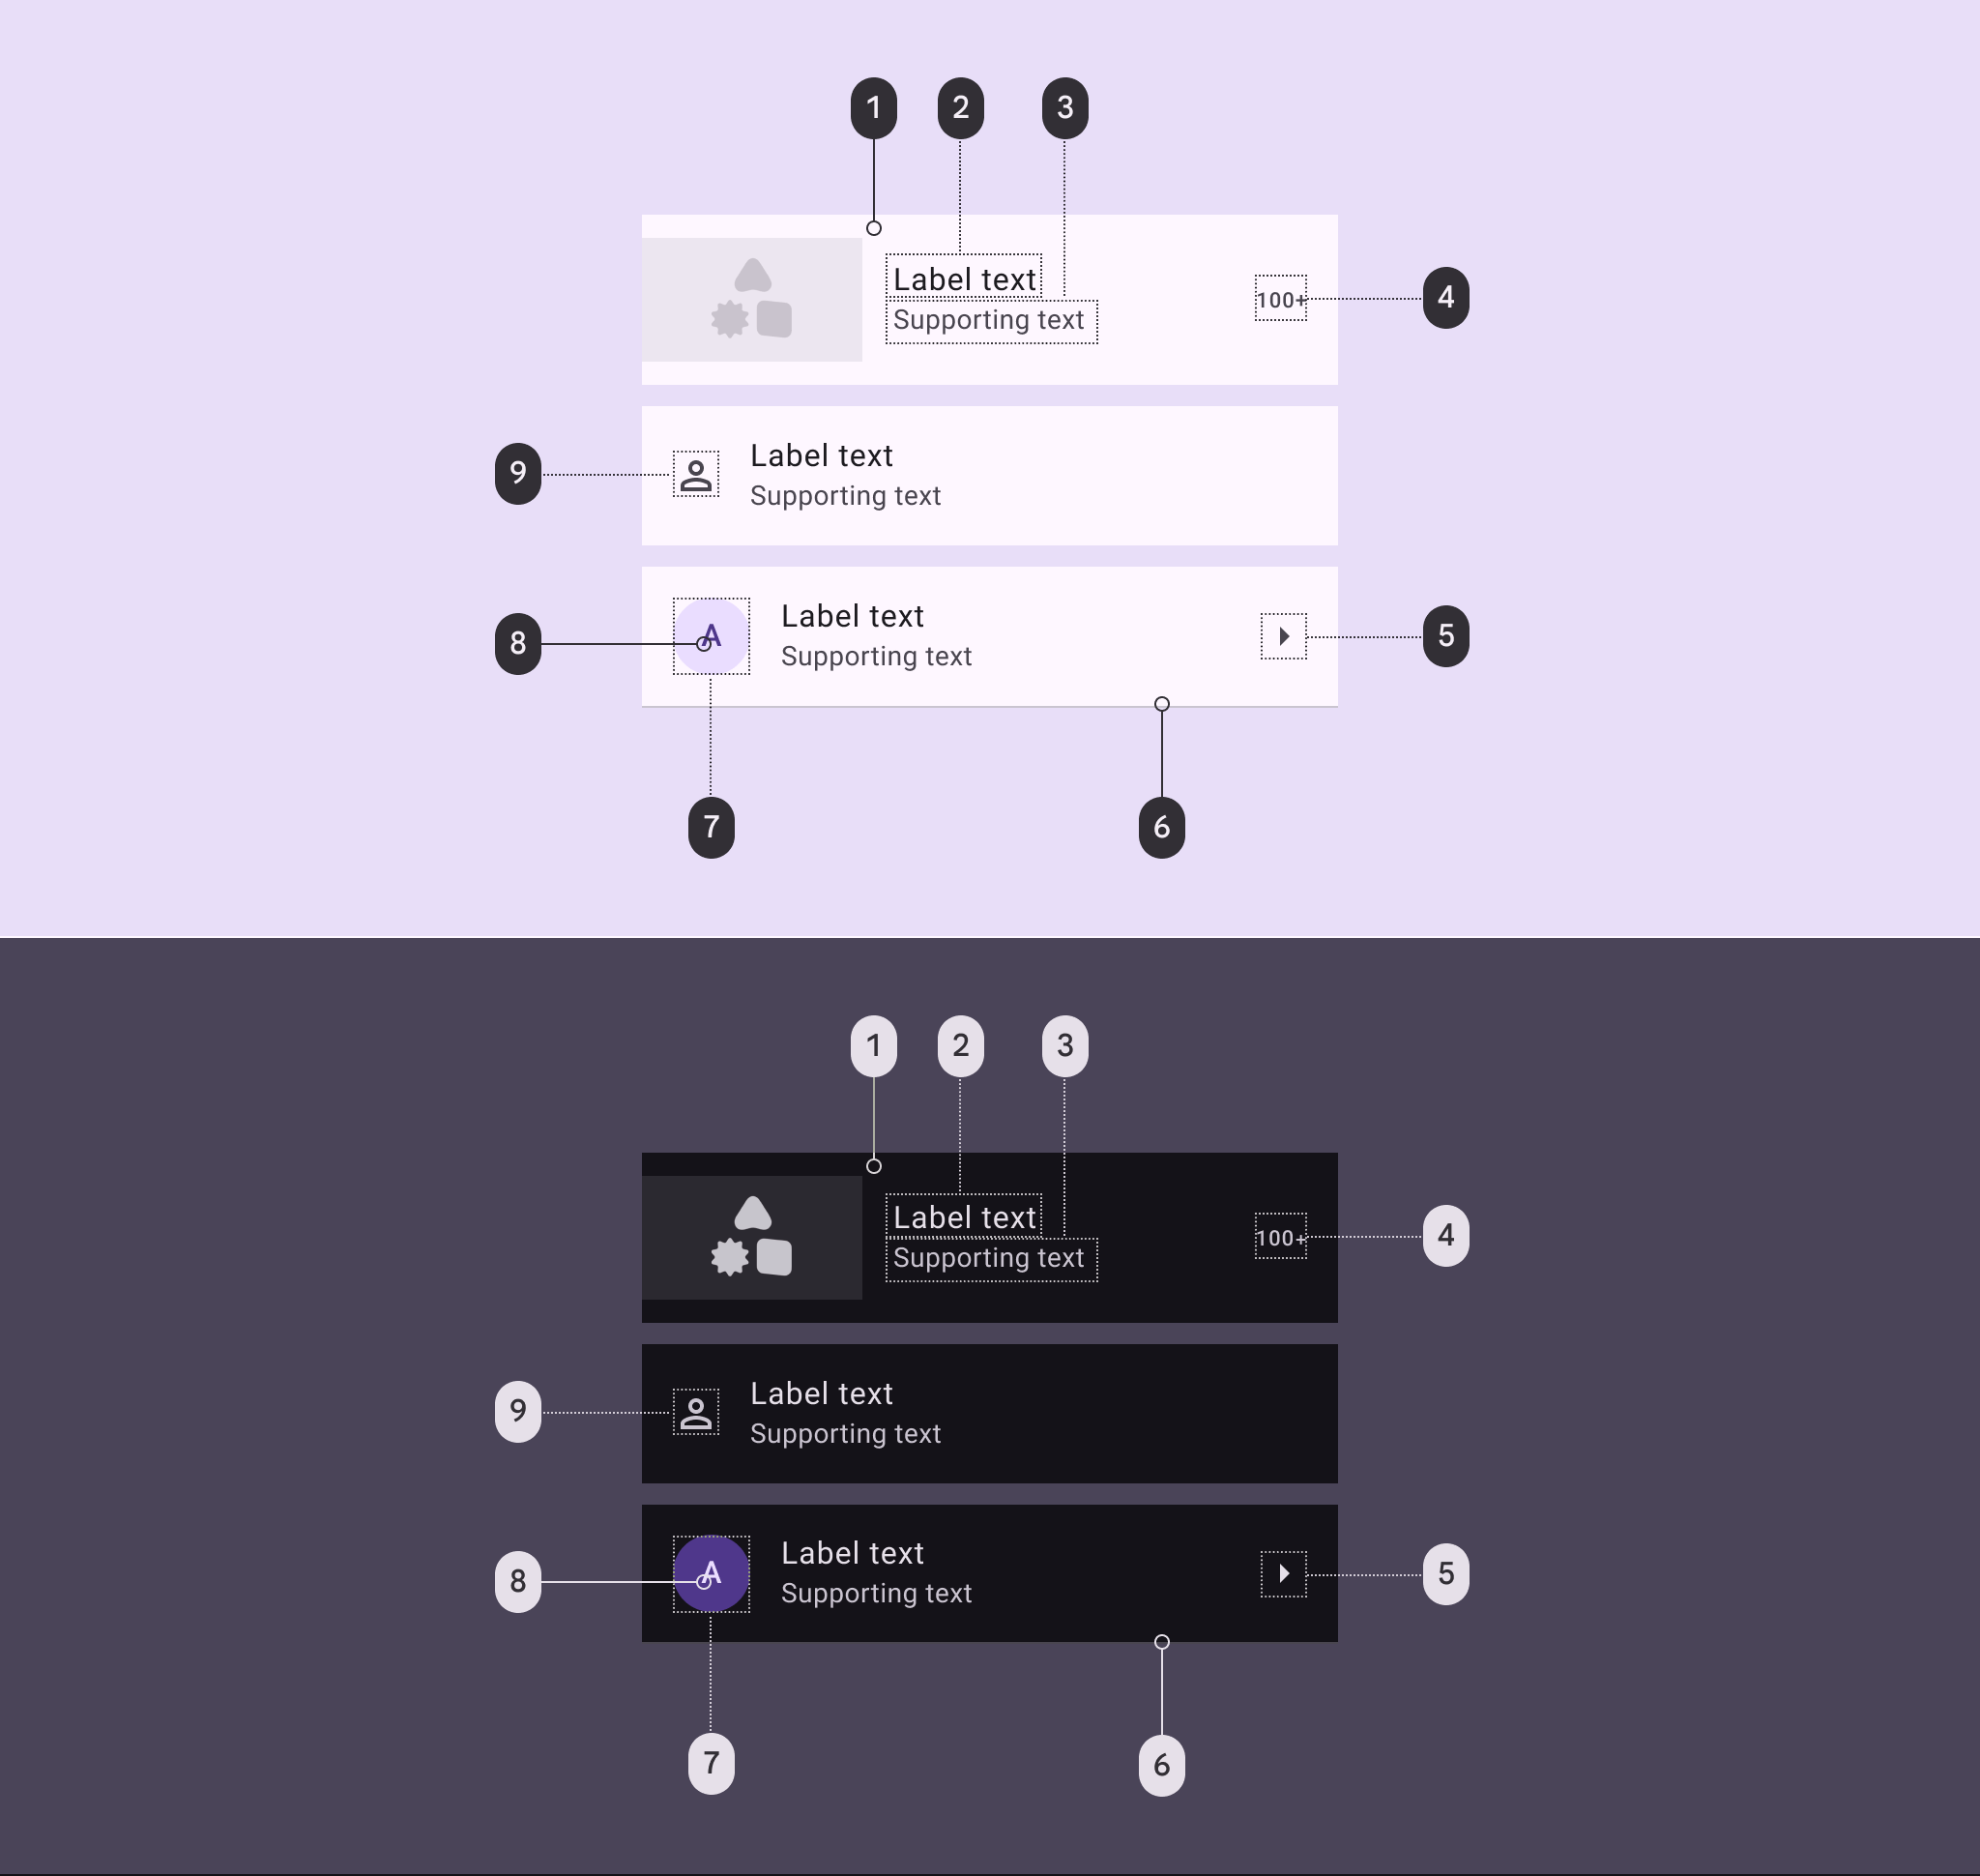 1 2 3
Label text
Supporting text
100+ 4
9
Label text
Supporting text
8
A
Label text
Supporting text
5
7 6
1 2 3
Label text
Supporting text
100+ 4
9
Label text
Supporting text
8
A
Label text
Supporting text
5
7 6